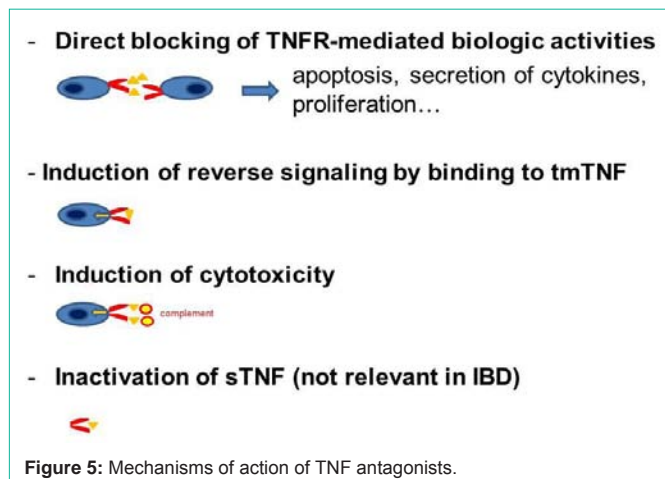 - Direct blocking of TNFR-mediated biologic activities
apoptosis, secretion of cytokines,
proliferation...
- Induction of reverse signaling by binding to tmTNF
- Induction of cytotoxicity
complement
- Inactivation of sTNF (not relevant in IBD)
Figure 5: Mechanisms of action of TNF antagonists.